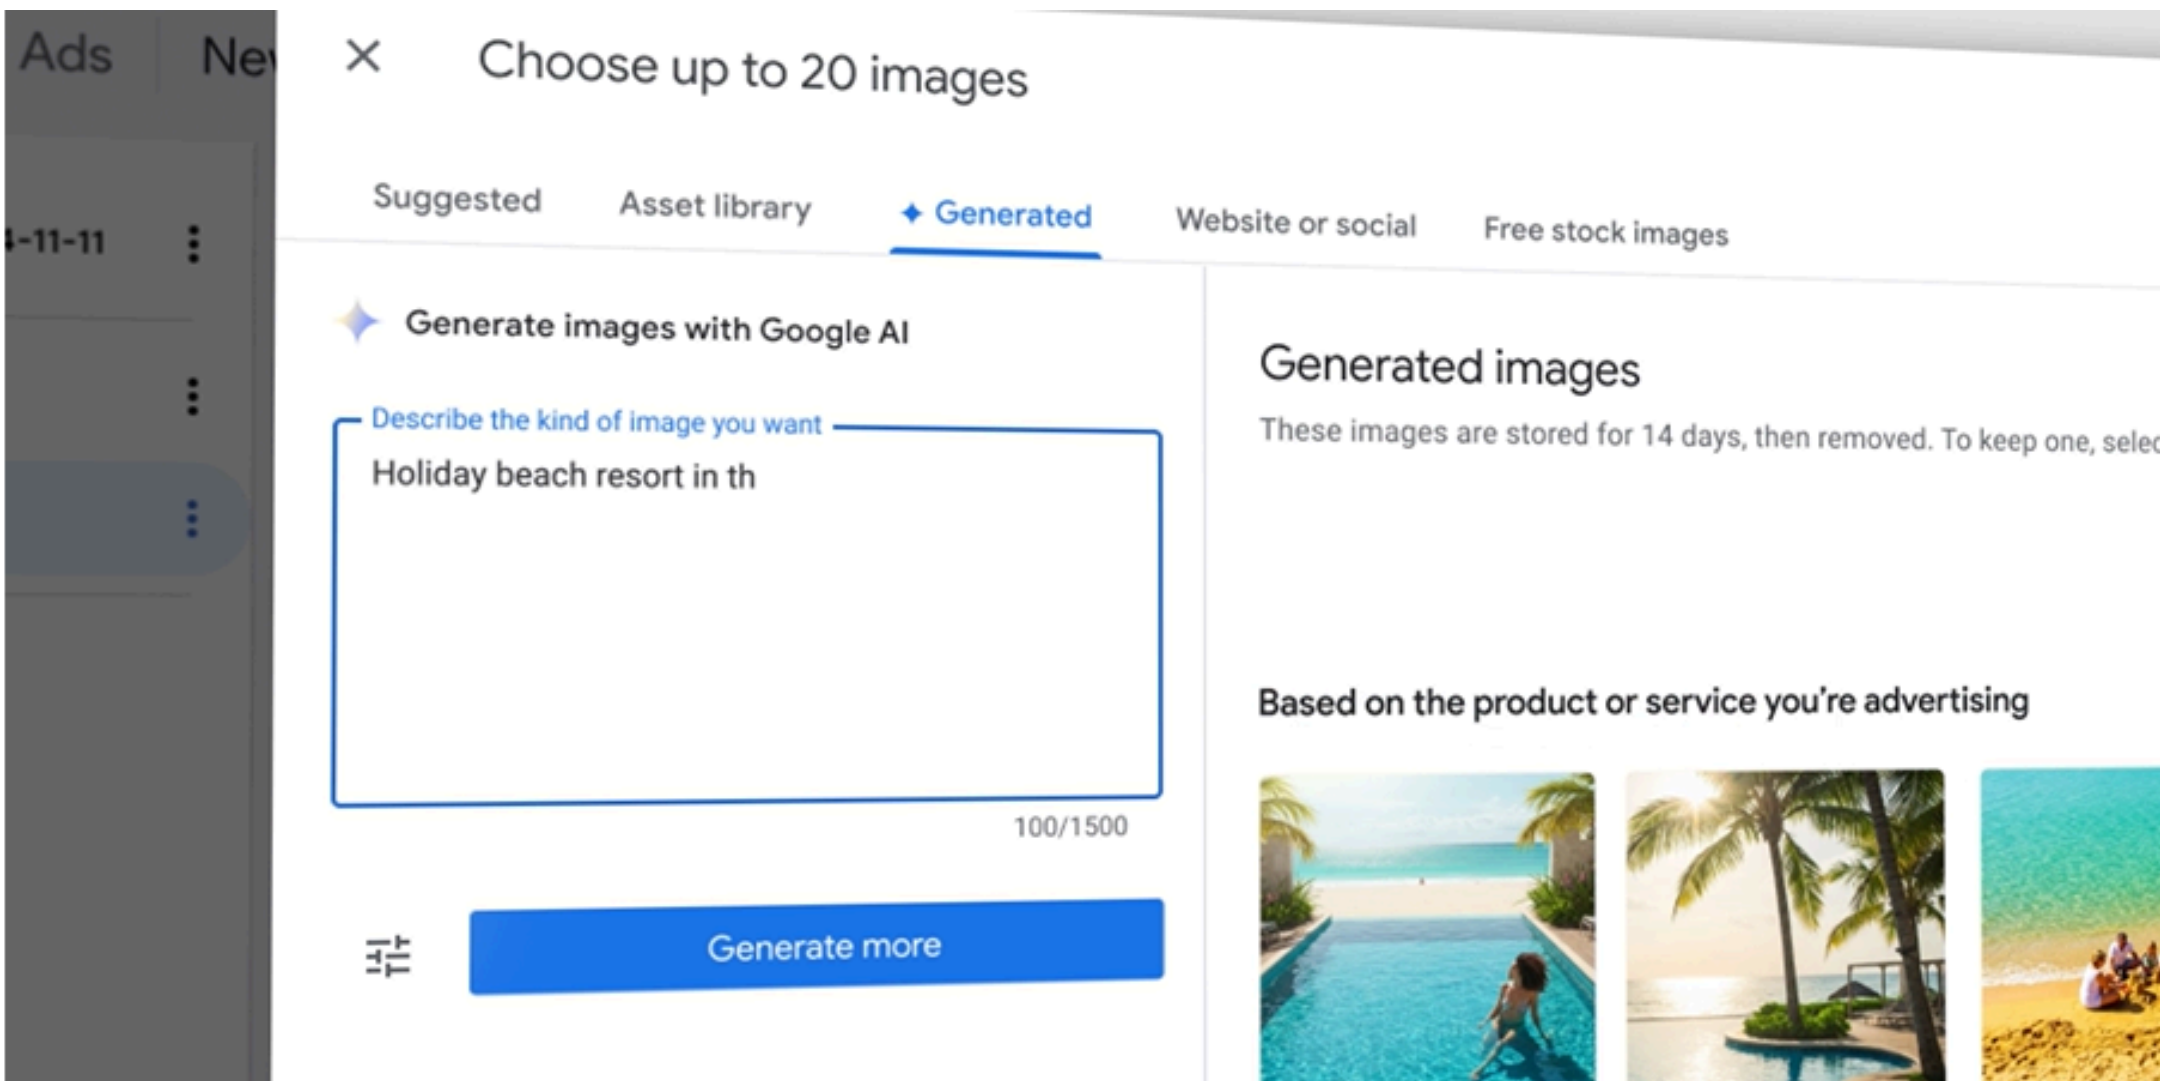 Ads
Choose up to 20 images
Suggested
Asset library
Generated
Website or social
Free stock images
-11-11
Generate images with Google AI
Describe the kind of image you want
Holiday beach resort in th
100/1500
Generate more
Generated images
These images are stored for 14 days, then removed. To keep one,
Based on the product or service you're advertising